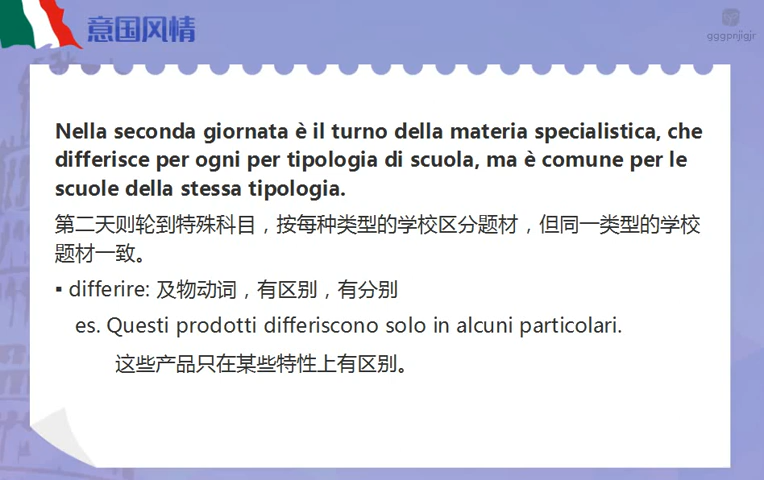 意国风情
gggpnjigjr
Nella seconda giornata è il turno della materia specialistica, che
differisce per ogni per tipologia di scuola, ma è comune per le
scuole della stessa tipologia.
第二天则轮到特殊科目，按每种类型的学校区分题材，但同一类型的学校
题材一致。
▪ differire: 及物动词，有区别，有分别
es. Questi prodotti differiscono solo in alcuni particolari.
这些产品只在某些特性上有区别。